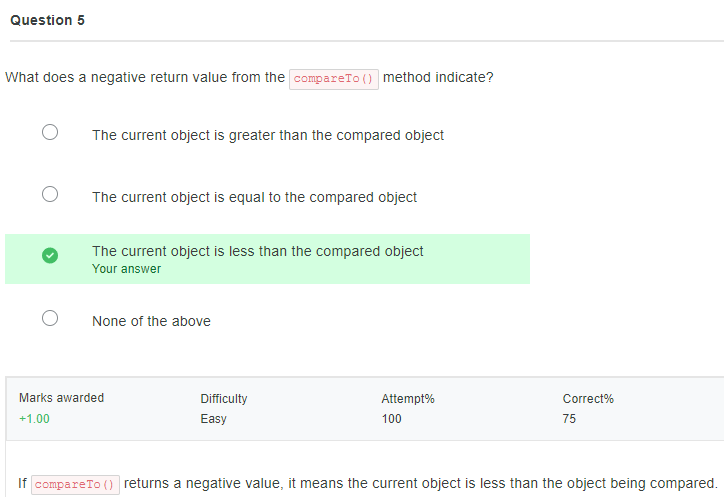 Question 5
What does a negative return value from the compareTo() method indicate?
The current object is greater than the compared object
The current object is equal to the compared object
The current object is less than the compared object
Your answer
None of the above
Marks awarded Difficulty Attempt% Correct%
+1.00 Easy 100 75
If compareTo() returns a negative value, it means the current object is less than the object being compared.